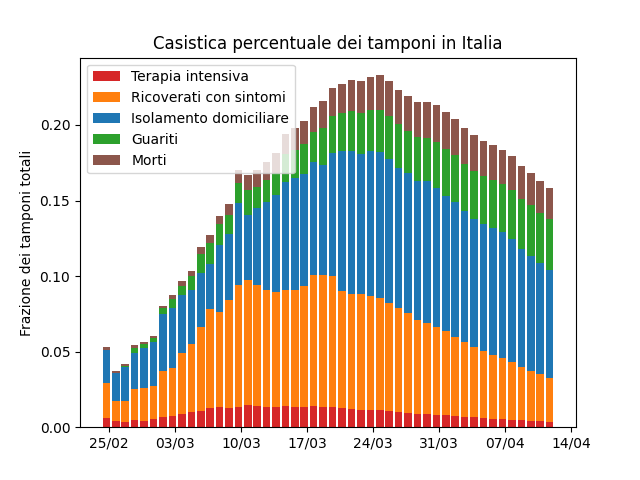 Casistica percentuale dei tamponi in Italia
Terapia intensiva
Ricoverati con sintomi
Isolamento domiciliare
Guariti
Morti
Frazione dei tamponi totali
0.20
0.15
0.10
0.05
0.00
25/02 03/03 10/03 17/03 24/03 31/03 07/04 14/04